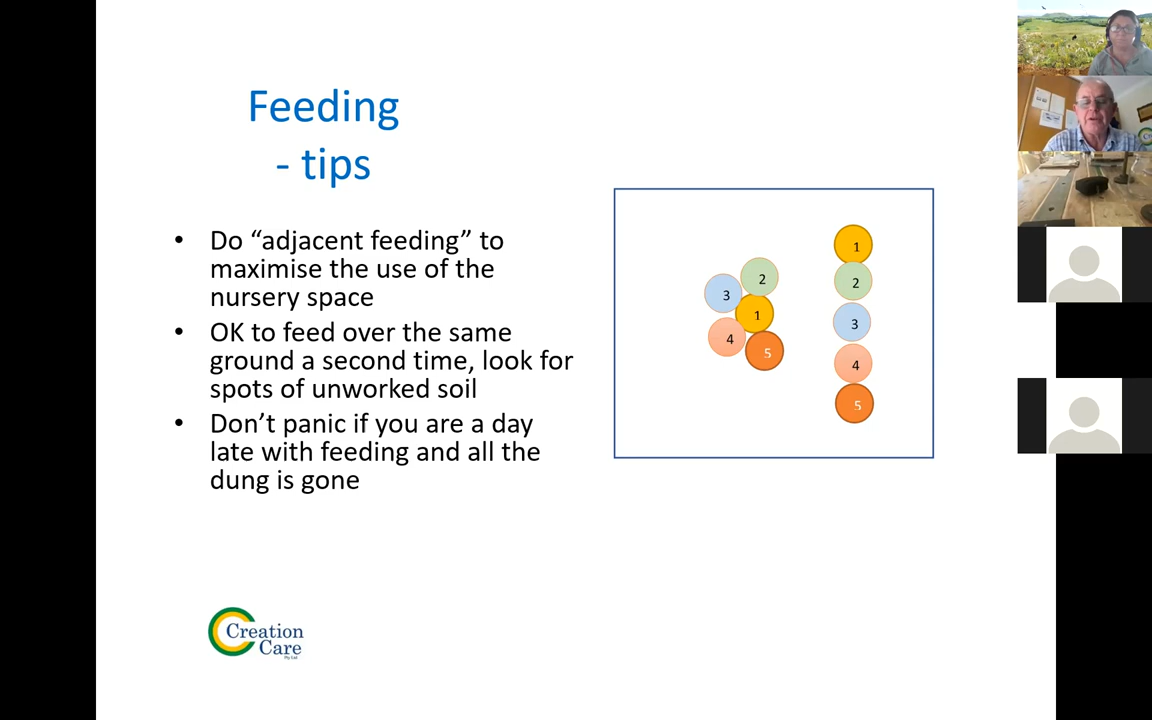 Feeding
- tips
• Do “adjacent feeding” to
maximise the use of the
nursery space
• OK to feed over the same
ground a second time, look for
spots of unworked soil
• Don’t panic if you are a day
late with feeding and all the
dung is gone
2
3
1
4
5
1
2
3
4
5
Creation
Care
Pty Ltd